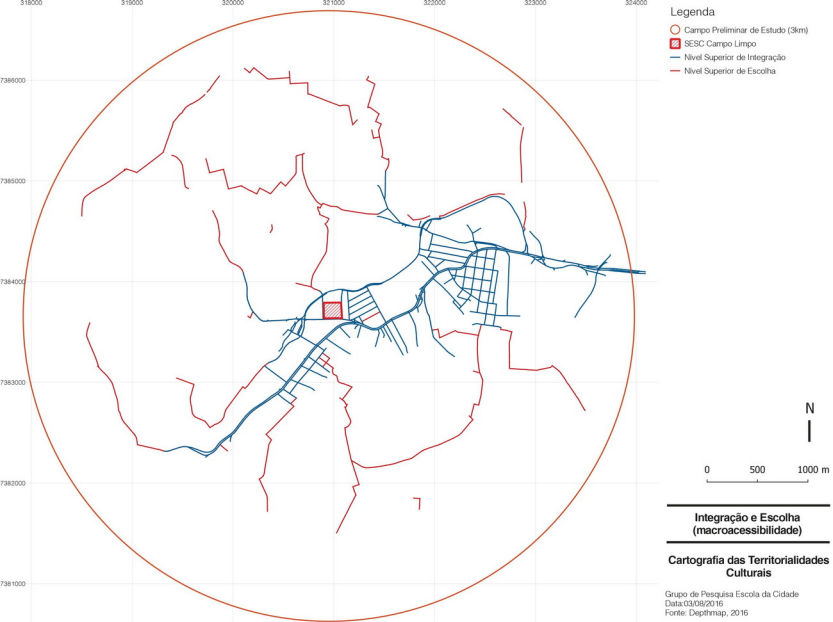 318000 319000 320000 321000 322000 323000 324000
7386000
7385000
7384000
7383000
7382000
7381000
Legenda
Campo Preliminar de Estudo (3km)
SESC Campo Limpo
Nivel Superior de Integração
Nivel Superior de Escolha
N
0 500 1000 m
Integração e Escolha
(macroacessibilidade)
Cartografia das Territorialidades
Culturais
Grupo de Pesquisa Escola da Cidade
Data:03/08/2016
Fonte: Depthmap, 2016